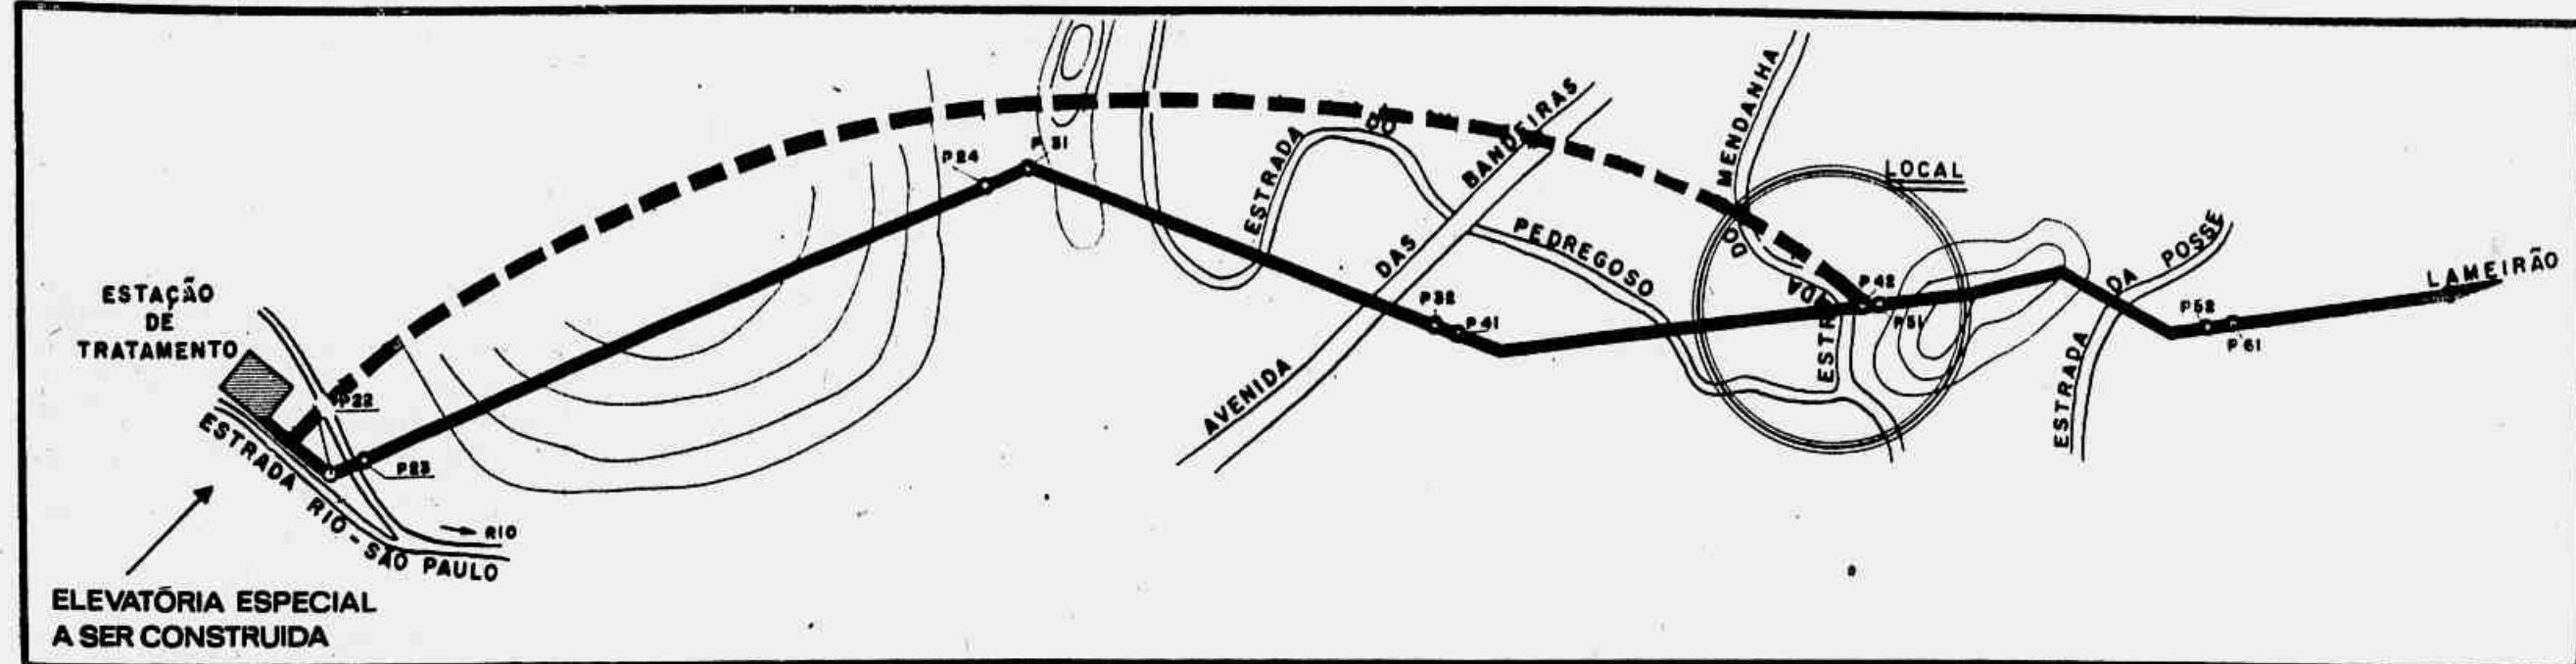 ESTAÇÃO
DE
TRATAMENTO
P22
P23
ESTRADA RIO - SÃO PAULO
RIO
ELEVATÓRIA ESPECIAL
A SER CONSTRUIDA
P24
P 31
ESTRADA DO PEDREGOSO
AVENIDA DAS BANDEIRAS
P32
P41
ESTRADA DO MENDANHA
LOCAL
P42
P51
ESTRADA DA POSSE
P52
P61
LAMEIRÃO